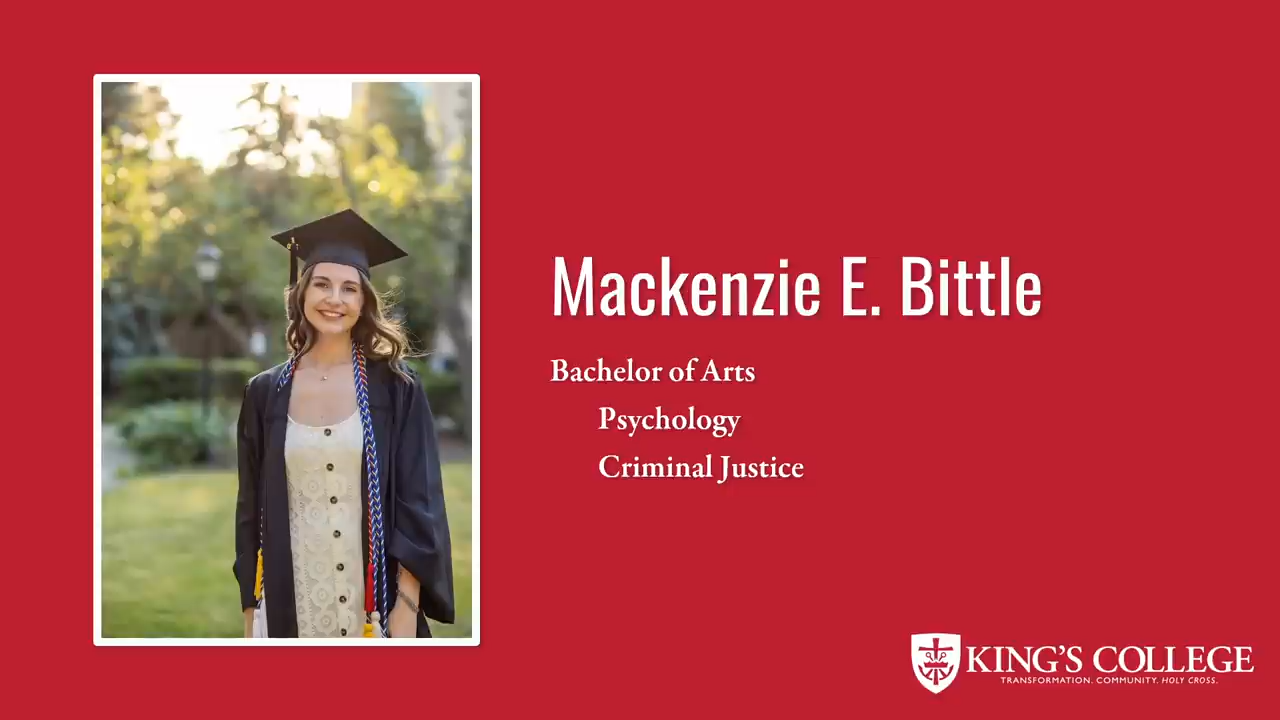 Mackenzie E. Bittle
Bachelor of Arts
Psychology
Criminal Justice
KING'S COLLEGE
TRANSFORMATION. COMMUNITY. HOLY CROSS.